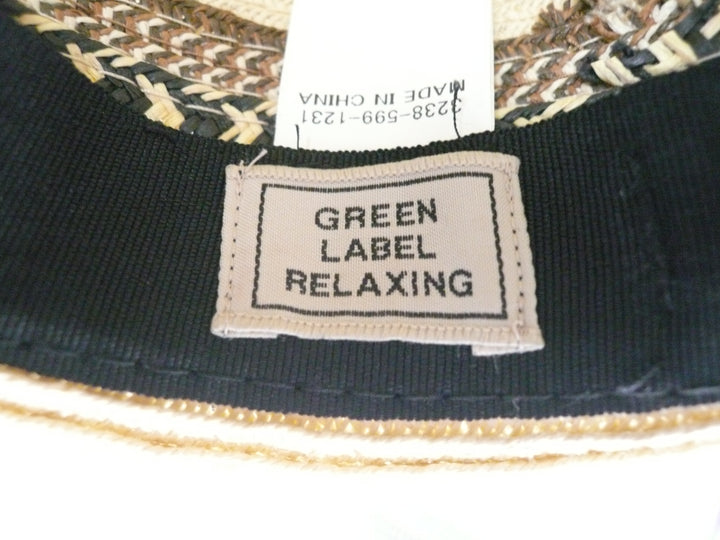 3238-599-1231
MADE IN CHINA
GREEN
LABEL
RELAXING